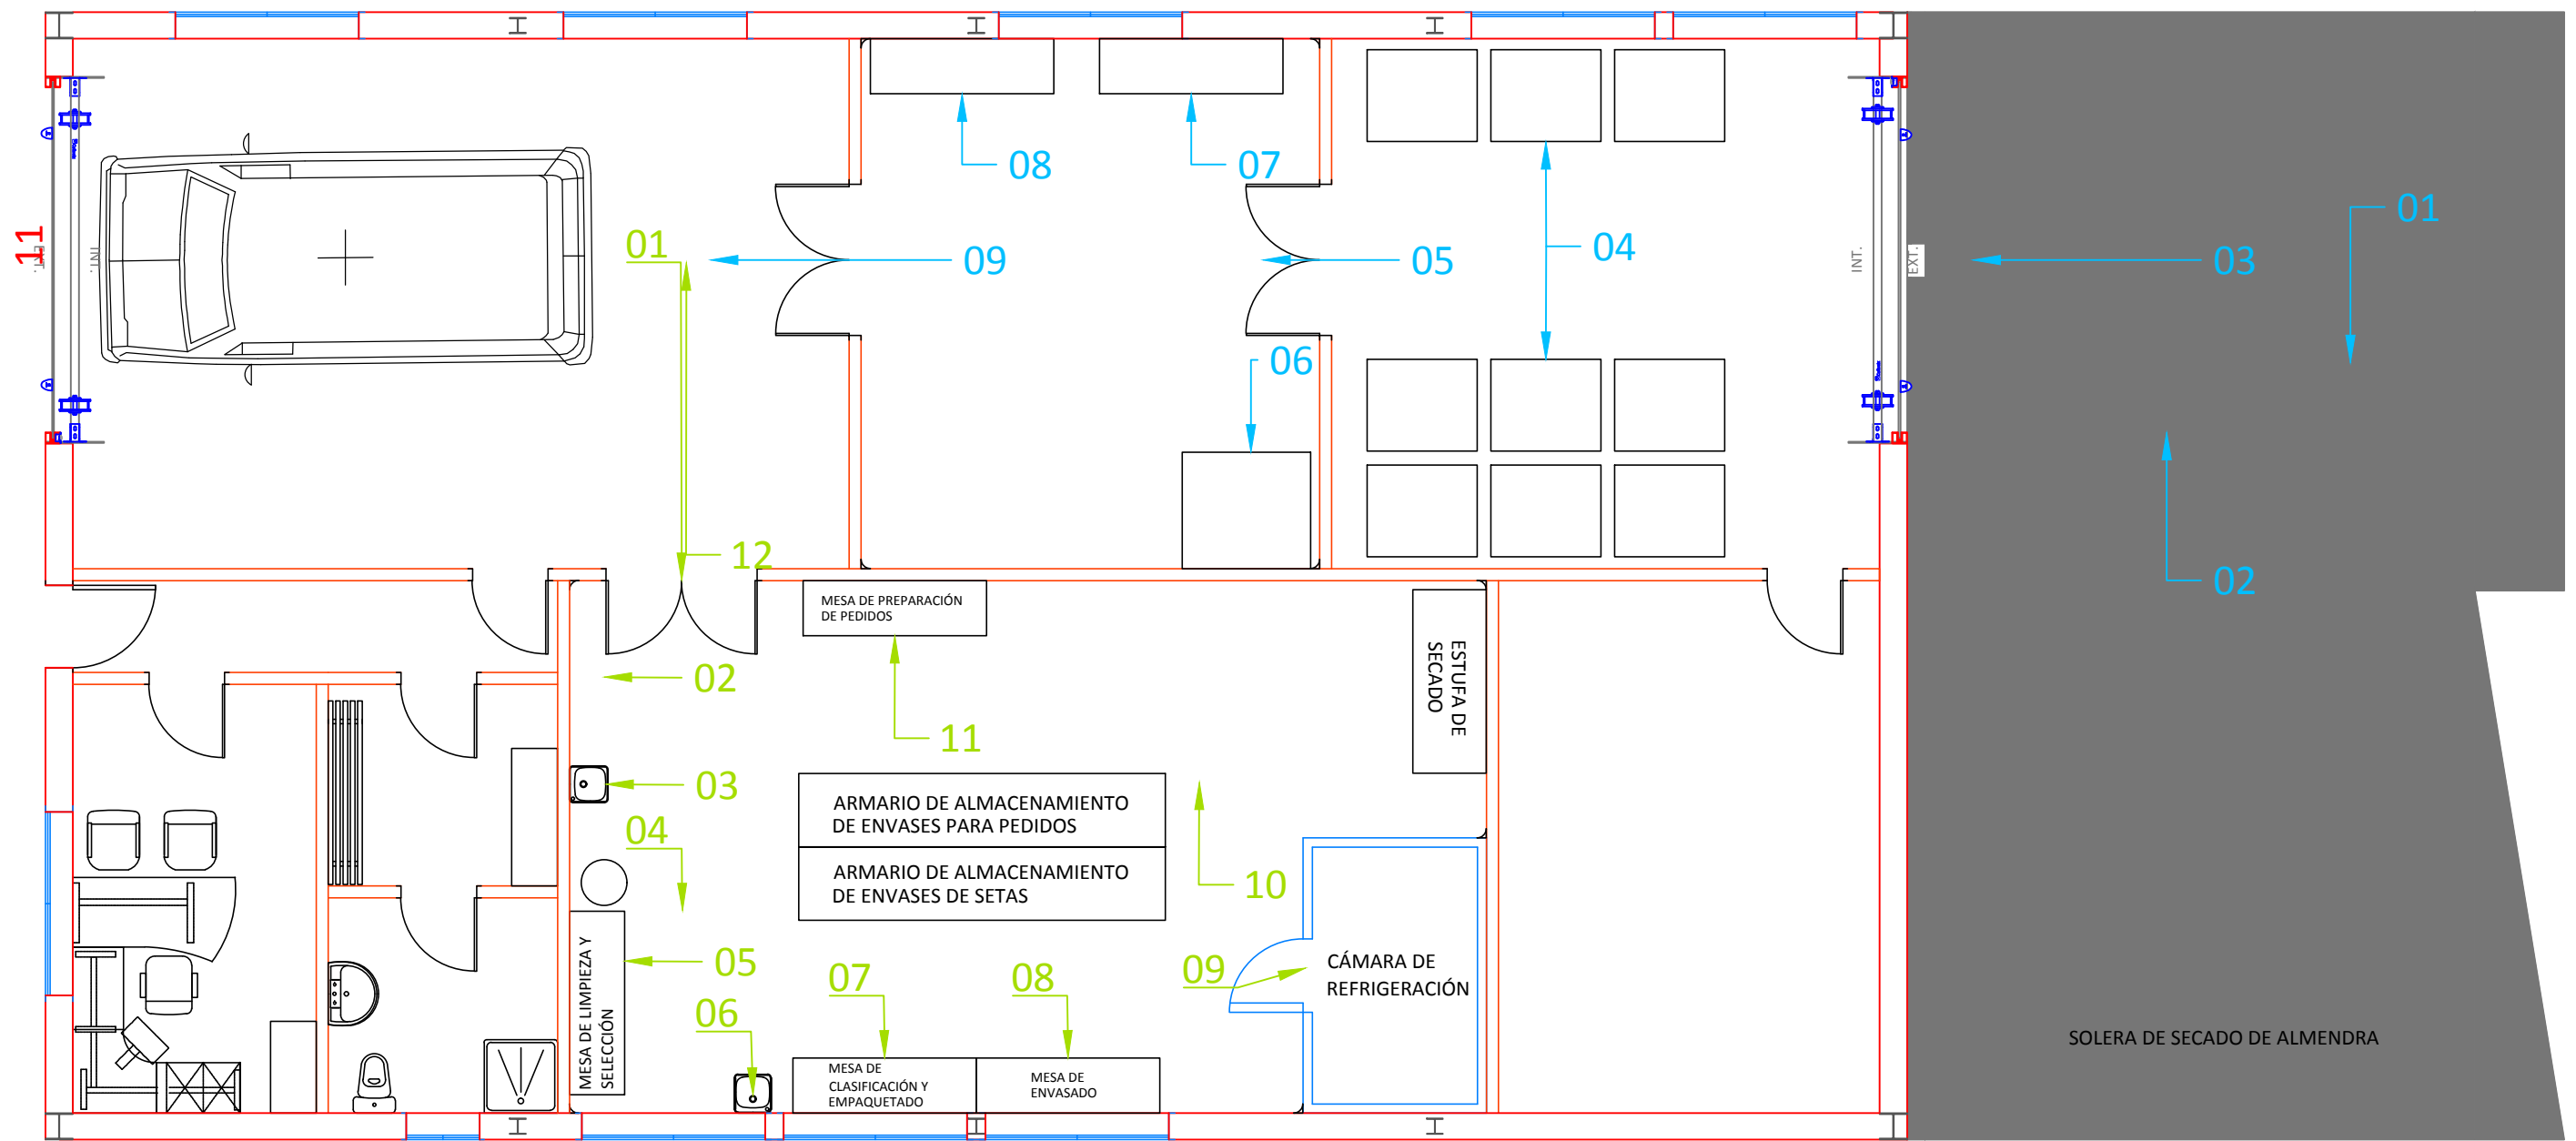 08
07
01
01
11
EXT.
INT.
09
05
04
INT.
EXT.
03
06
12
02
MESA DE PREPARACIÓN
DE PEDIDOS
ESTUFA DE
SECADO
02
11
03
ARMARIO DE ALMACENAMIENTO
DE ENVASES PARA PEDIDOS
04
ARMARIO DE ALMACENAMIENTO
DE ENVASES DE SETAS
10
MESA DE LIMPIEZA Y
SELECCIÓN
05
07
08
09
CÁMARA DE
REFRIGERACIÓN
06
SOLERA DE SECADO DE ALMENDRA
MESA DE
CLASIFICACIÓN Y
EMPAQUETADO
MESA DE
ENVASADO